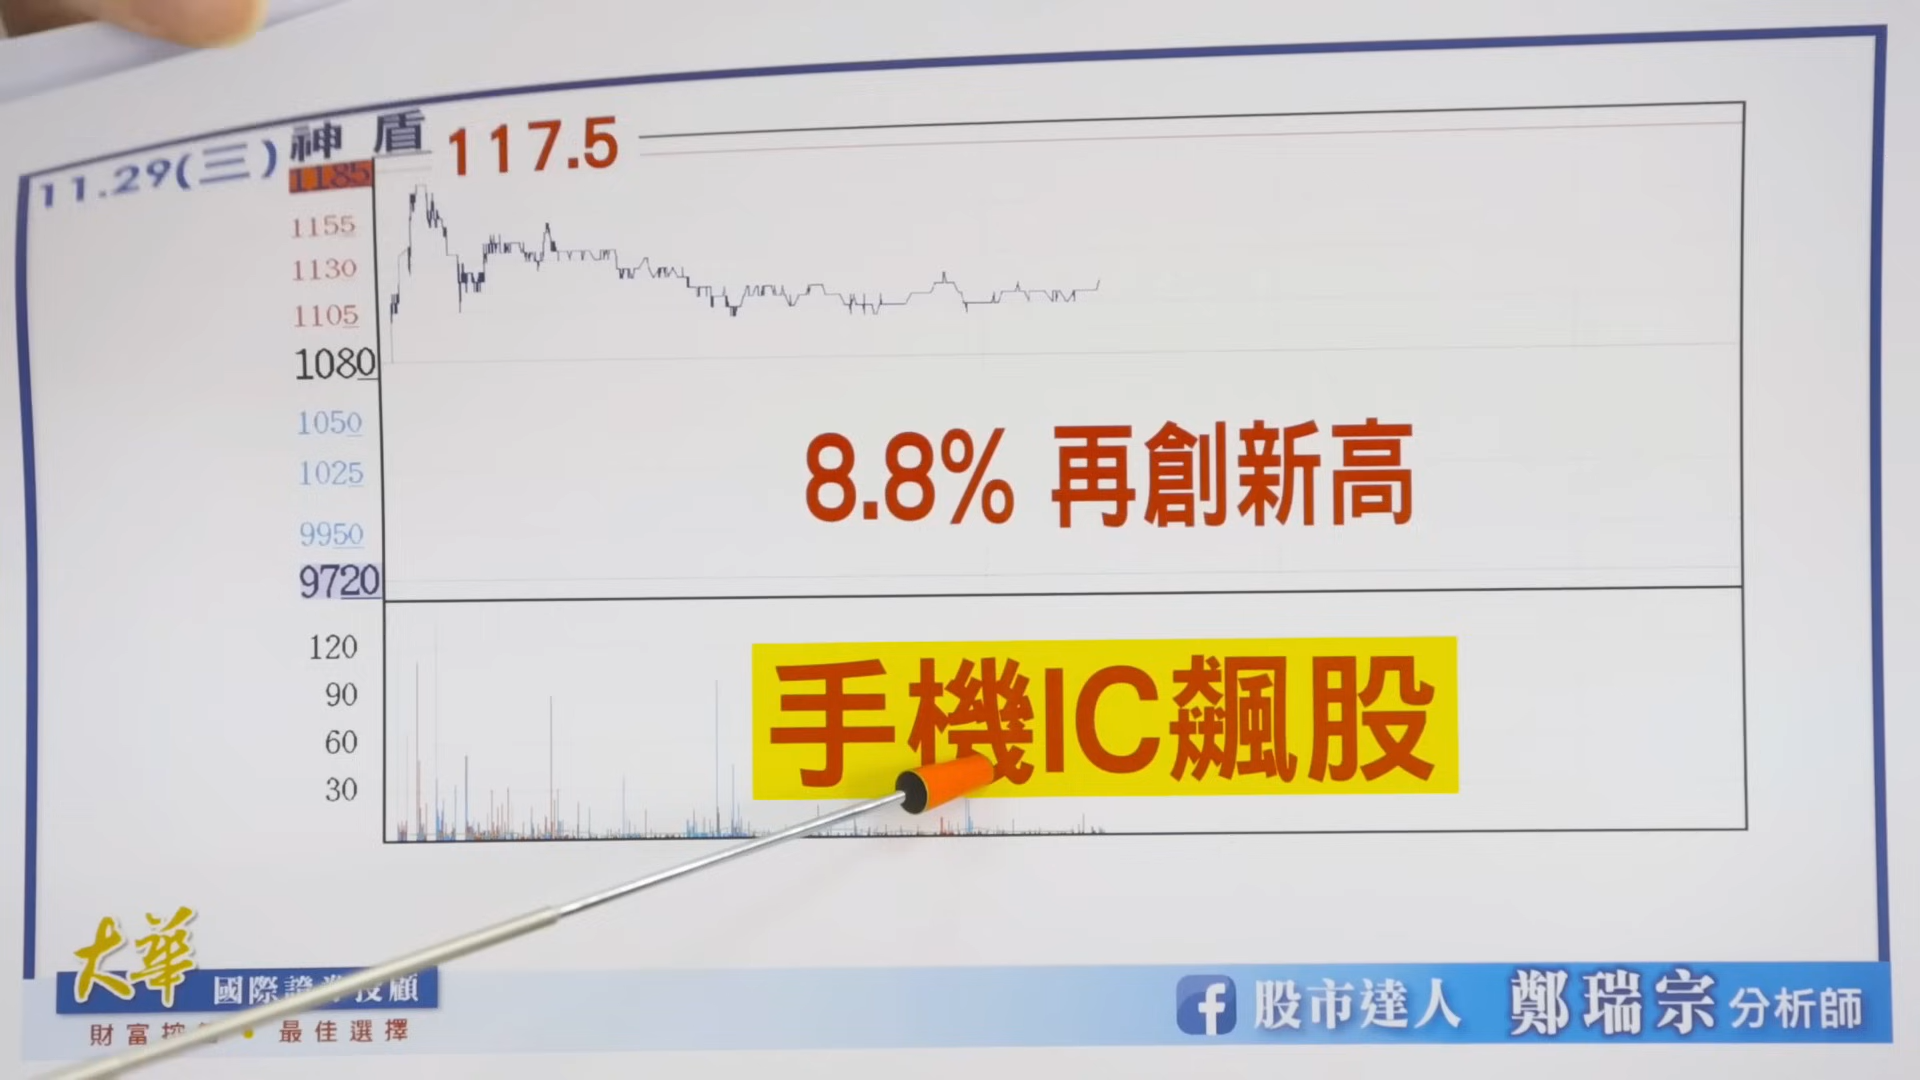 11.29(三)
神盾 117.5
1185
1155
1130
1105
1080
1050
1025
9950
9720
8.8% 再創新高
120
90
60
30
手機IC飆股
大華 國際證券投顧
財富 最佳選擇
股市達人 鄭瑞宗 分析師